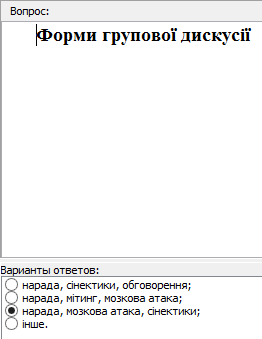 Вопрос:
Форми групової дискусії
Варианты ответов:
нарада, сінектики, обговорення;
нарада, мітинг, мозкова атака;
нарада, мозкова атака, сінектики;
інше.